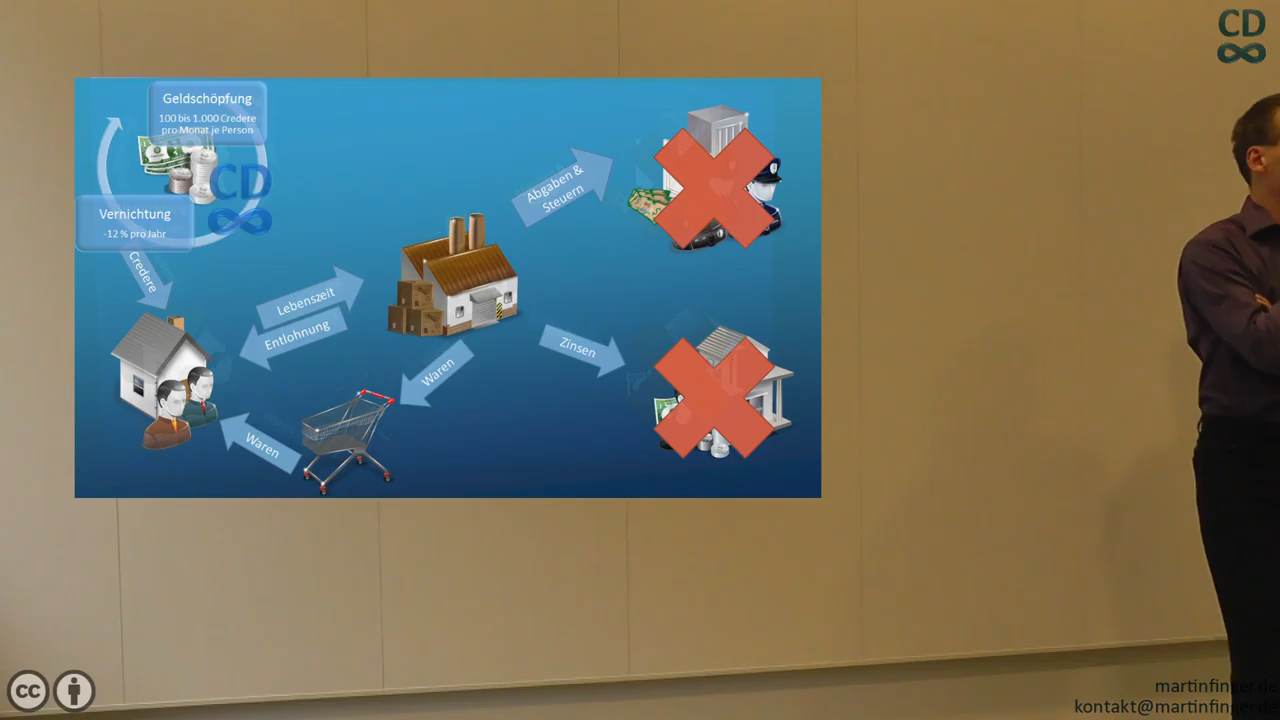 CD
Geldschöpfung
100 bis 1.000 Credere
pro Monat je Person
CD
Vernichtung
-12 % pro Jahr
Credere
Abgaben &
Steuern
Lebenszeit
Entlohnung
Zinsen
Waren
Waren
cc
martinfinger.de
kontakt@martinfinger.de